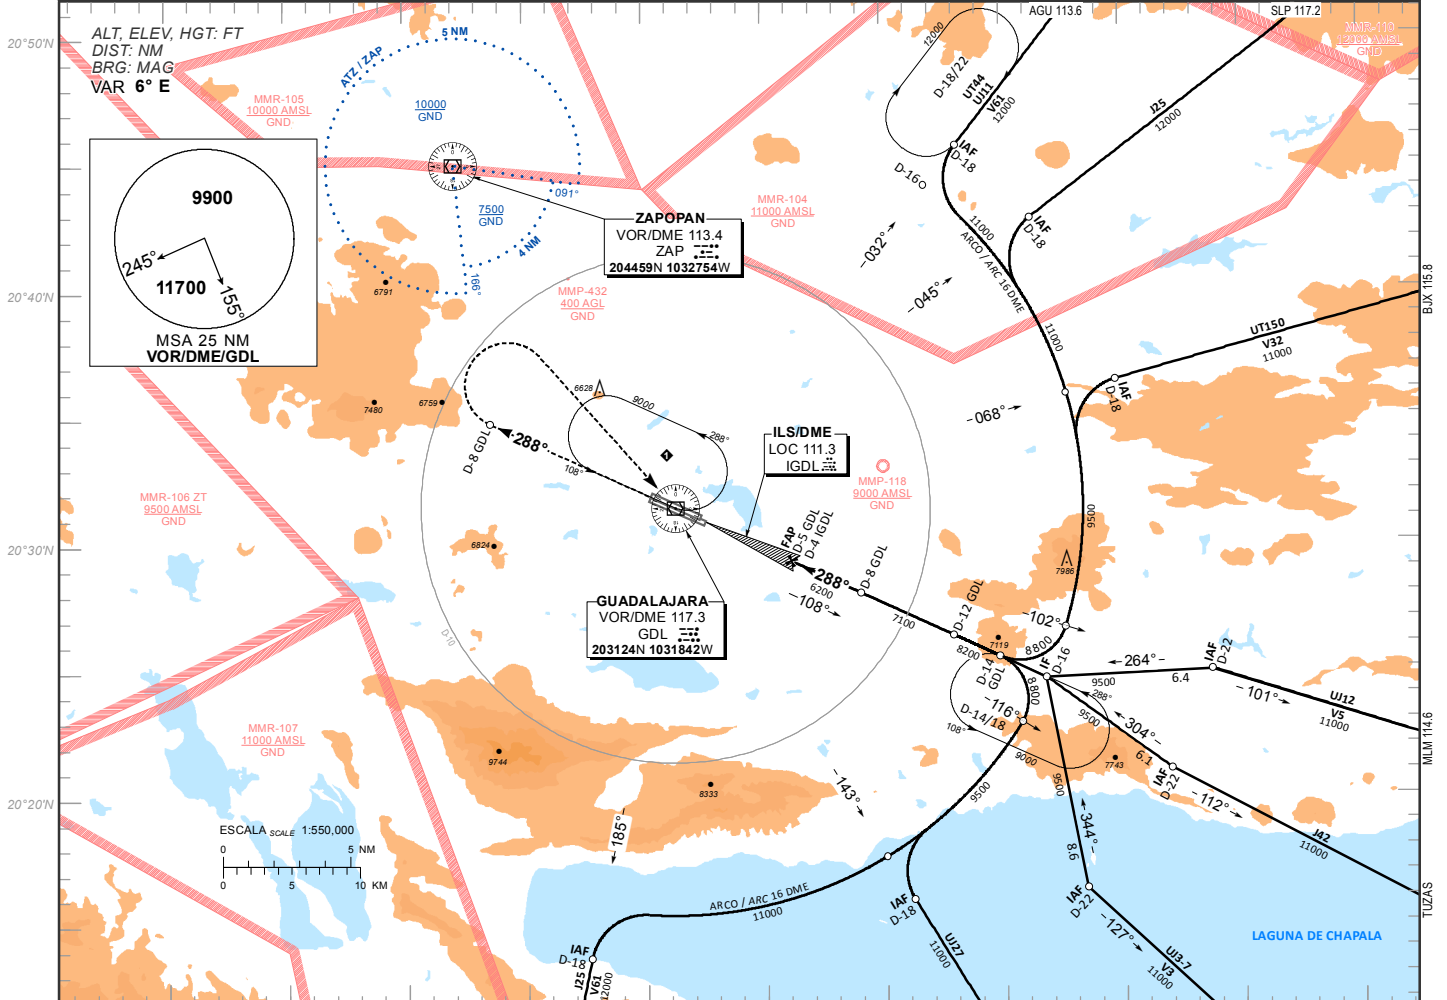 AGU 113.6
SLP 117.2
20°50'N
ALT, ELEV, HGT: FT
DIST: NM
BRG: MAG
VAR 6° E
5 NM
ATZ / ZAP
10000
GND
MMR-105
10000 AMSL
GND
MMR-110
12000 AMSL
GND
12000
D-18/22
UT44
UJ11
V61
12000
J25
12000
IAF
D-18
D-16
IAF
D-18
9900
245°
11700
155°
MSA 25 NM
VOR/DME/GDL
091°
7500
GND
4 NM
166°
MMR-104
11000 AMSL
GND
ZAPOPAN
VOR/DME 113.4
ZAP
204459N 1032754W
11000
ARCO / ARC 16 DME
11000
032°
045°
20°40'N
6791
MMP-432
400 AGL
GND
BJX 115.8
UT150
V32
11000
IAF
D-18
068°
7480
6759
6628
9000
288°
D-8 GDL
288°
108°
1
ILS/DME
LOC 111.3
IGDL
MMP-118
9000 AMSL
GND
MMR-106 ZT
9500 AMSL
GND
9500
20°30'N
6824
FAP
D-5 GDL
D-4 IGDL
288°
6200
108°
D-8 GDL
7100
7986
D-12 GDL
102°
GUADALAJARA
VOR/DME 117.3
GDL
203124N 1031842W
D-10
7119
8200
8800
D-14
GDL
8800
IF
D-16
264°
9500
6.4
IAF
D-22
101°
UJ12
V5
11000
MLM 114.6
288°
9500
304°
6.1
116°
D-14/18
108°
9000
7743
9500
IAF
D-22
112°
J42
11000
TUZAS
MMR-107
11000 AMSL
GND
9744
8333
143°
185°
9500
20°20'N
ESCALA SCALE 1:550,000
0 5 NM
0 5 10 KM
344°
8.6
IAF
D-22
127°
UJ3-7
V3
11000
ARCO / ARC 16 DME
11000
IAF
D-18
UJ27
11000
IAF
D-18
J25
V61
12000
LAGUNA DE CHAPALA